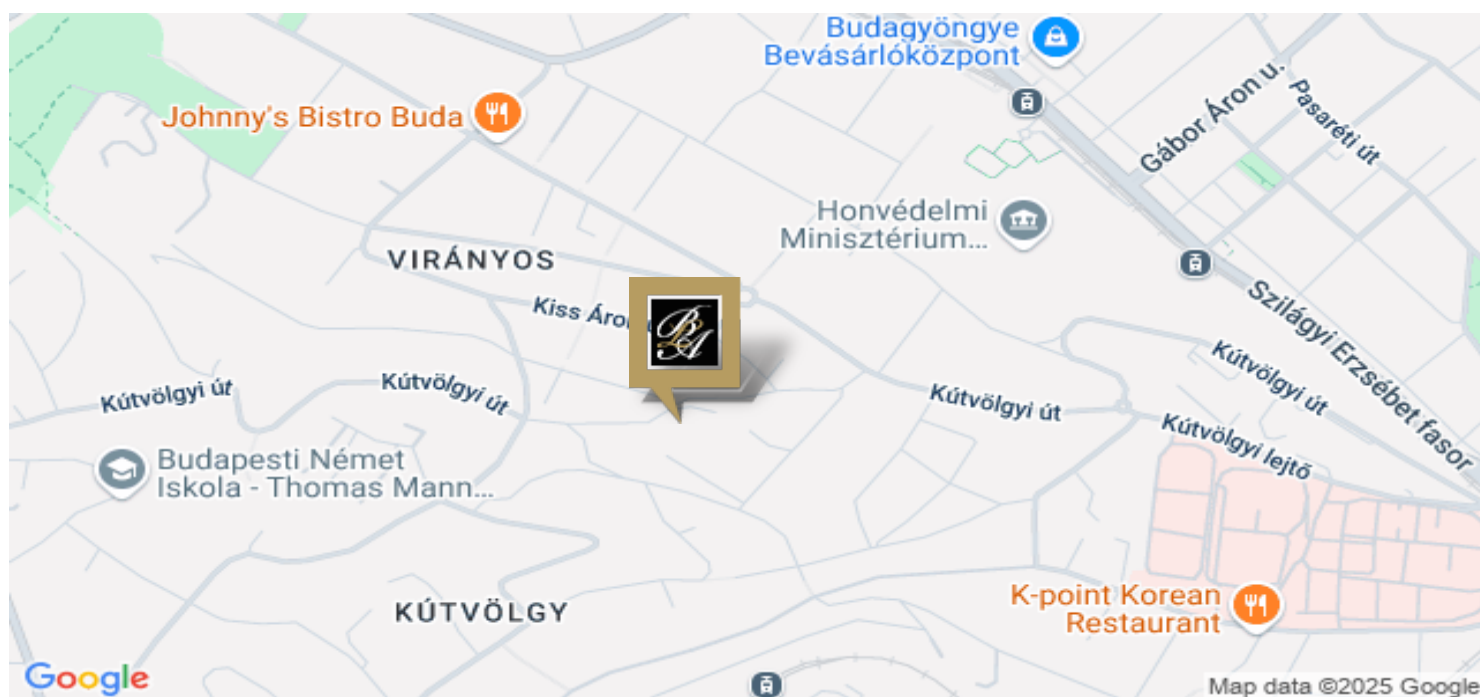 Budagyöngye
Bevásárlóközpont
Johnny's Bistro Buda
Gábor Áron u.
Pasaréti út
Honvédelmi
Minisztérium...
VIRÁNYOS
Kiss Áron
BLA
Szilágyi Erzsébet fasor
Kútvölgyi út
Kútvölgyi út
Kútvölgyi út
Kútvölgyi út
Kútvölgyi lejtő
Budapesti Német
Iskola - Thomas Mann...
KÚTVÖLGY
K-point Korean
Restaurant
Google
Map data ©2025 Google